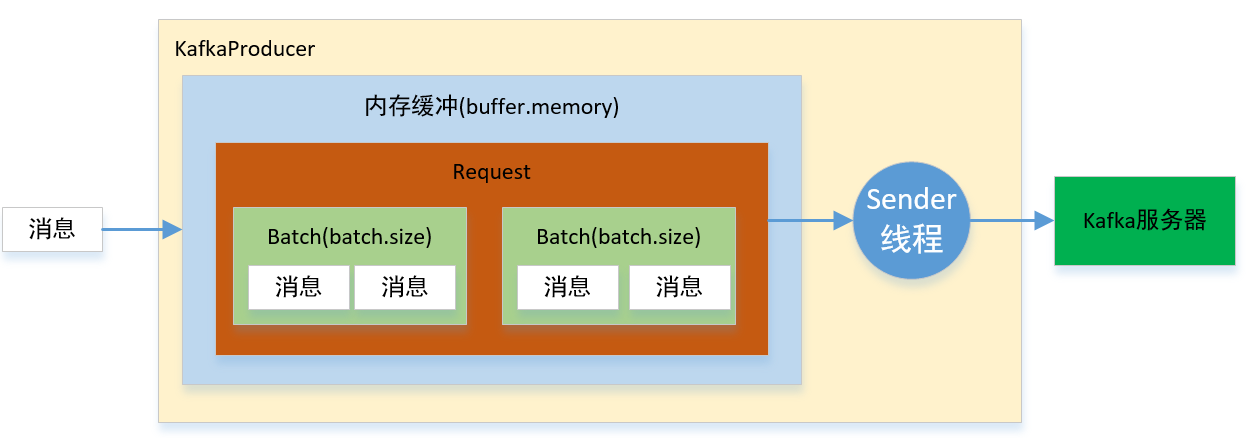 KafkaProducer
内存缓冲(buffer.memory)
Request
消息
Batch(batch.size)
消息
消息
Batch(batch.size)
消息
消息
Sender
线程
Kafka服务器